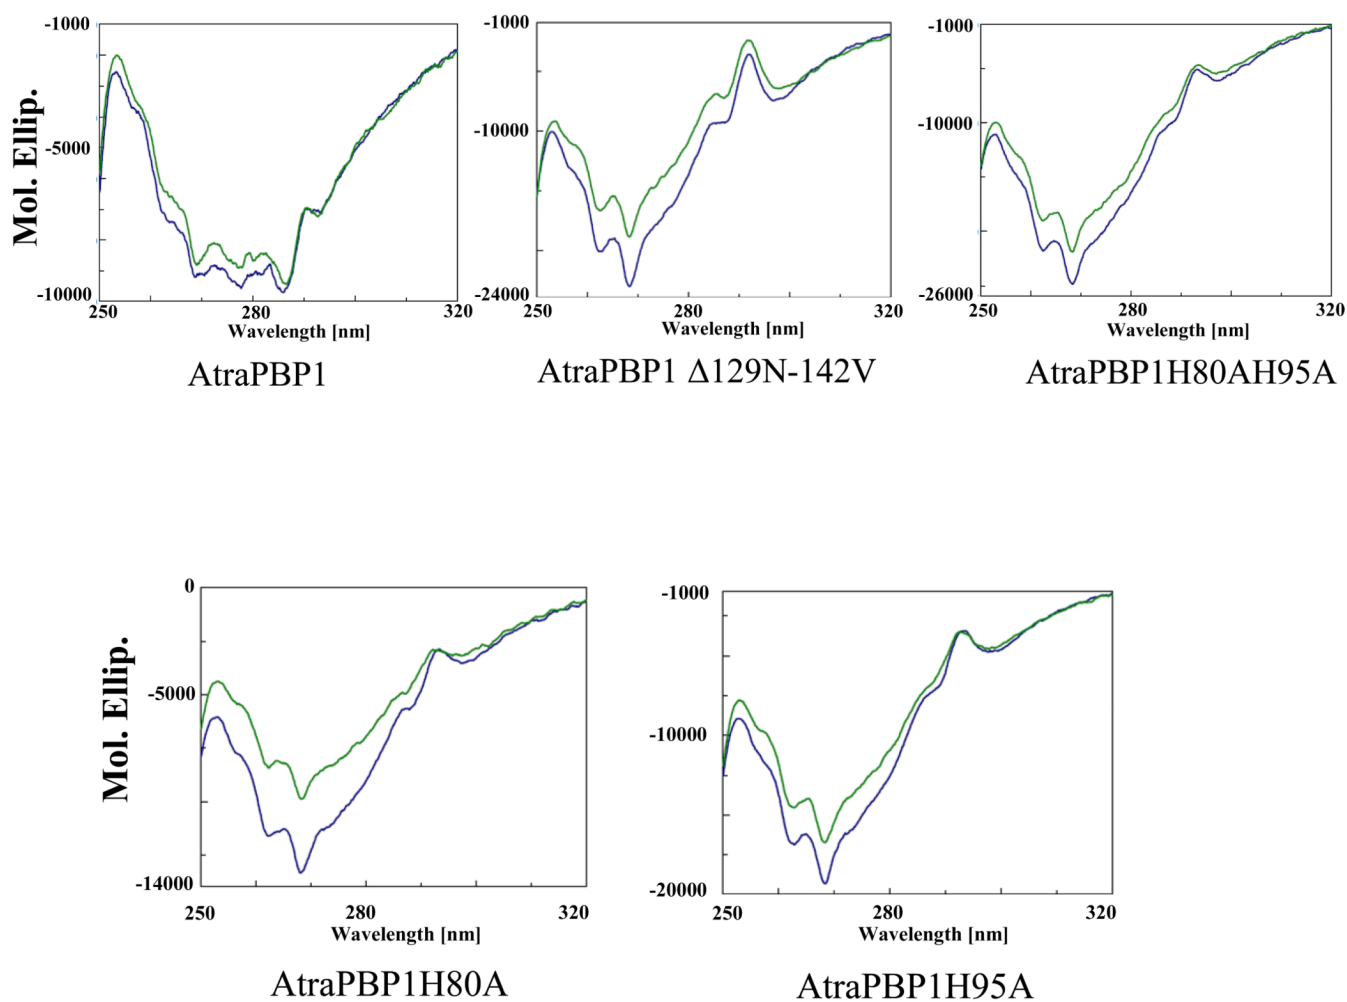 Mol. Ellip.
-1000
-5000
-10000
250
280
320
Wavelength [nm]
AtraPBP1
-1000
-10000
-24000
250
280
320
Wavelength [nm]
AtraPBP1 Δ129N-142V
-1000
-10000
-26000
250
280
320
Wavelength [nm]
AtraPBP1H80AH95A
Mol. Ellip.
0
-5000
-14000
250
280
320
Wavelength [nm]
AtraPBP1H80A
-1000
-10000
-20000
250
280
320
Wavelength [nm]
AtraPBP1H95A